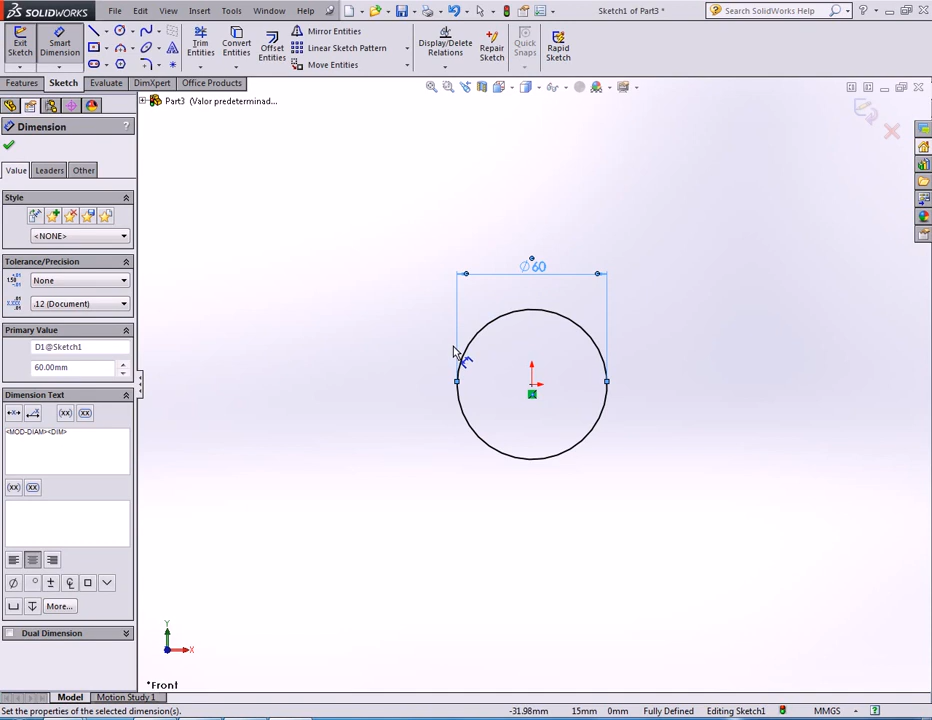 SOLIDWORKS File Edit View Insert Tools Window Help Sketch1 of Part3 * Search SolidWorks Help
Exit Sketch
Smart Dimension
Trim Entities
Convert Entities
Offset Entities
Mirror Entities
Linear Sketch Pattern
Move Entities
Display/Delete Relations
Repair Sketch
Quick Snaps
Rapid Sketch
Features Sketch Evaluate DimXpert Office Products
Part3 (Valor predeterminad...
Dimension ?
Value Leaders Other
Style
<NONE>
Tolerance/Precision
None
.12 (Document)
Primary Value
D1@Sketch1
60.00mm
Dimension Text
<MOD-DIAM><DIM>
More...
Dual Dimension
∅60
Y
X
*Front
Model Motion Study 1
Set the properties of the selected dimension(s). -31.98mm 15mm 0mm Fully Defined Editing Sketch1 MMGS